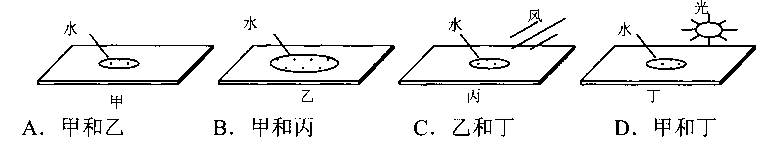 水 水 水 风 水 光
甲 乙 丙 丁
A．甲和乙 B．甲和丙 C．乙和丁 D．甲和丁